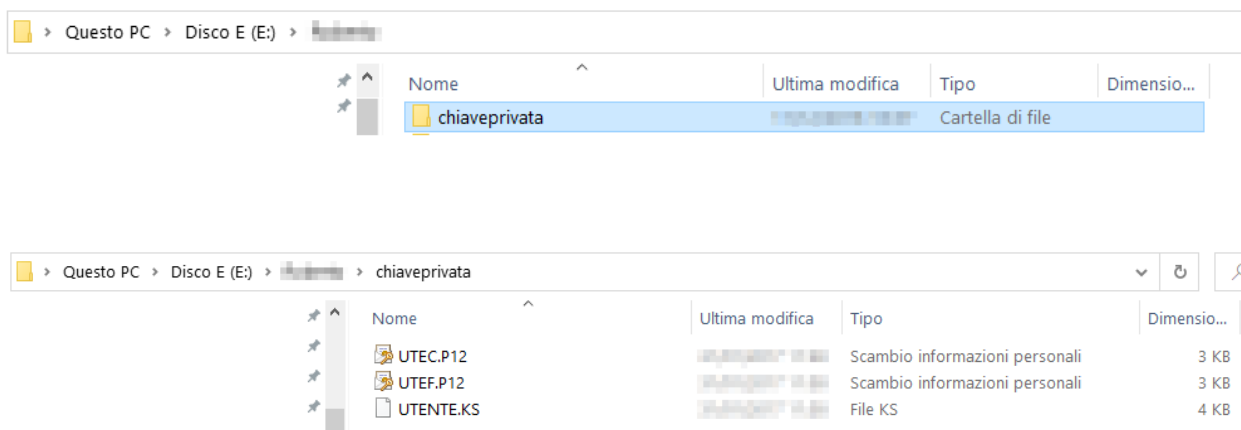 Questo PC > Disco E (E:) >
Nome Ultima modifica Tipo Dimensio...
chiaveprivata Cartella di file
Questo PC > Disco E (E:) > > chiaveprivata
Nome Ultima modifica Tipo Dimensio...
UTEC.P12 Scambio informazioni personali 3 KB
UTEF.P12 Scambio informazioni personali 3 KB
UTENTE.KS File KS 4 KB